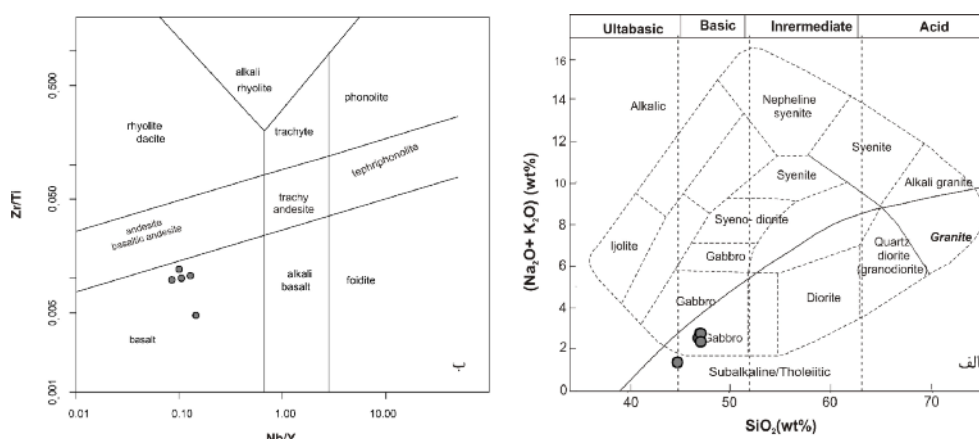 0.500
0.050
0.005
0.001
Zr/Ti
alkali
rhyolite
phonolite
rhyolite
dacite
trachyte
tephriphonolite
trachy
andesite
andesite
basaltic andesite
alkali
basalt
foidite
basalt
ب.
0.01
0.10
1.00
10.00
Nb/Y
Ultabasic
Basic
Inrermediate
Acid
16
14
12
10
8
6
4
2
0
(Na₂O+ K₂O) (wt%)
Alkalic
Nepheline
syenite
Syenite
Syenite
Alkali granite
Syeno- diorite
Ijolite
Gabbro
Quartz
diorite
(granodiorite)
Granite
Gabbro
Diorite
Gabbro
Subalkaline/Tholeiitic
الف
40
50
60
70
SiO₂(wt%)